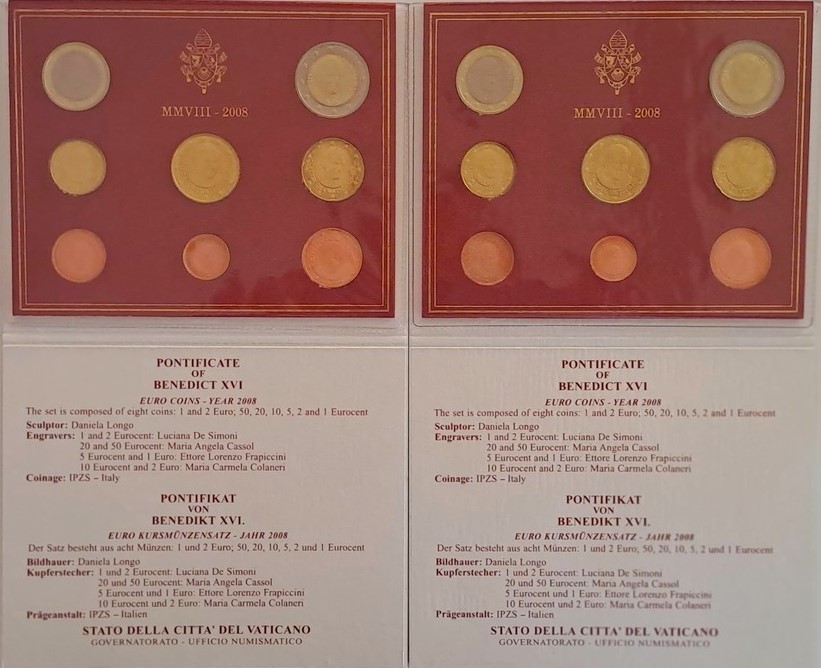 MMVIII - 2008
MMVIII - 2008
PONTIFICATE
OF
BENEDICT XVI
EURO COINS - YEAR 2008
The set is composed of eight coins: 1 and 2 Euro; 50, 20, 10, 5, 2 and 1 Eurocent
Sculptor: Daniela Longo
Engravers: 1 and 2 Eurocent: Luciana De Simoni
20 and 50 Eurocent: Maria Angela Cassol
5 Eurocent and 1 Euro: Ettore Lorenzo Frapiccini
10 Eurocent and 2 Euro: Maria Carmela Colaneri
Coinage: IPZS – Italy
PONTIFIKAT
VON
BENEDIKT XVI.
EURO KURSMÜNZENSATZ - JAHR 2008
Der Satz besteht aus acht Münzen: 1 und 2 Euro; 50, 20, 10, 5, 2 und 1 Eurocent
Bildhauer: Daniela Longo
Kupferstecher: 1 und 2 Eurocent: Luciana De Simoni
20 und 50 Eurocent: Maria Angela Cassol
5 Eurocent und 1 Euro: Ettore Lorenzo Frapiccini
10 Eurocent und 2 Euro: Maria Carmela Colaneri
Prägeanstalt: IPZS – Italien
STATO DELLA CITTA' DEL VATICANO
GOVERNATORATO - UFFICIO NUMISMATICO
PONTIFICATE
OF
BENEDICT XVI
EURO COINS - YEAR 2008
The set is composed of eight coins: 1 and 2 Euro; 50, 20, 10, 5, 2 and 1 Eurocent
Sculptor: Daniela Longo
Engravers: 1 and 2 Eurocent: Luciana De Simoni
20 and 50 Eurocent: Maria Angela Cassol
5 Eurocent and 1 Euro: Ettore Lorenzo Frapiccini
10 Eurocent and 2 Euro: Maria Carmela Colaneri
Coinage: IPZS – Italy
PONTIFIKAT
VON
BENEDIKT XVI.
EURO KURSMÜNZENSATZ - JAHR 2008
Der Satz besteht aus acht Münzen: 1 und 2 Euro; 50, 20, 10, 5, 2 und 1 Eurocent
Bildhauer: Daniela Longo
Kupferstecher: 1 und 2 Eurocent: Luciana De Simoni
20 und 50 Eurocent: Maria Angela Cassol
5 Eurocent und 1 Euro: Ettore Lorenzo Frapiccini
10 Eurocent und 2 Euro: Maria Carmela Colaneri
Prägeanstalt: IPZS – Italien
STATO DELLA CITTA' DEL VATICANO
GOVERNATORATO - UFFICIO NUMISMATICO